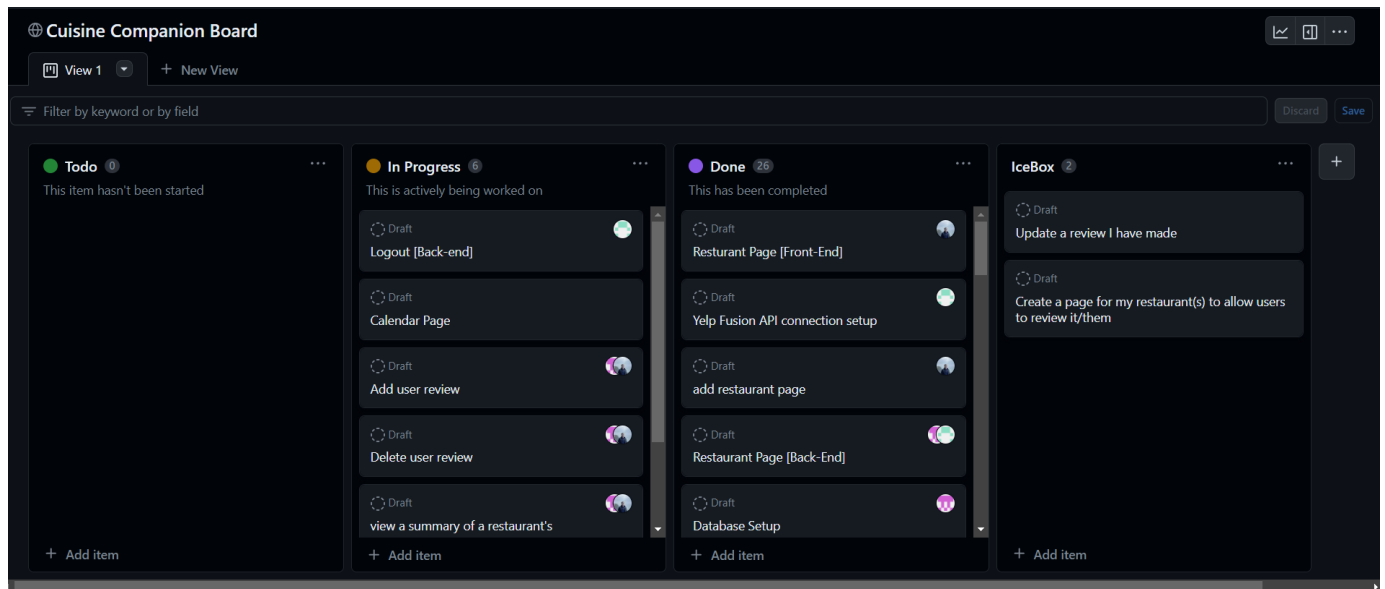 Cuisine Companion Board
View 1
+ New View
Filter by keyword or by field
Discard
Save
Todo 0
This item hasn't been started
+ Add item
In Progress 6
This is actively being worked on
Draft
Logout [Back-end]
Draft
Calendar Page
Draft
Add user review
Draft
Delete user review
Draft
view a summary of a restaurant's
+ Add item
Done 26
This has been completed
Draft
Resturant Page [Front-End]
Draft
Yelp Fusion API connection setup
Draft
add restaurant page
Draft
Restaurant Page [Back-End]
Draft
Database Setup
+ Add item
IceBox 2
Draft
Update a review I have made
Draft
Create a page for my restaurant(s) to allow users
to review it/them
+ Add item